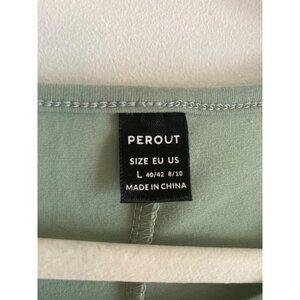 PEROUT
SIZE EU US
L 40/42 8/10
MADE IN CHINA